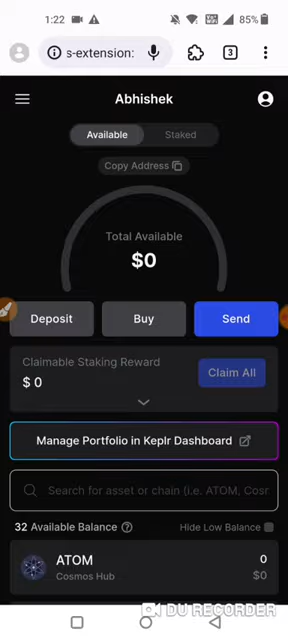 1:22
85%
s-extension:
3
Abhishek
Available
Staked
Copy Address
Total Available
$0
Deposit
Buy
Send
Claimable Staking Reward
$ 0
Claim All
Manage Portfolio in Keplr Dashboard
Search for asset or chain (i.e. ATOM, Cosr
32 Available Balance
Hide Low Balance
ATOM
0
Cosmos Hub
$0
DU RECORDER